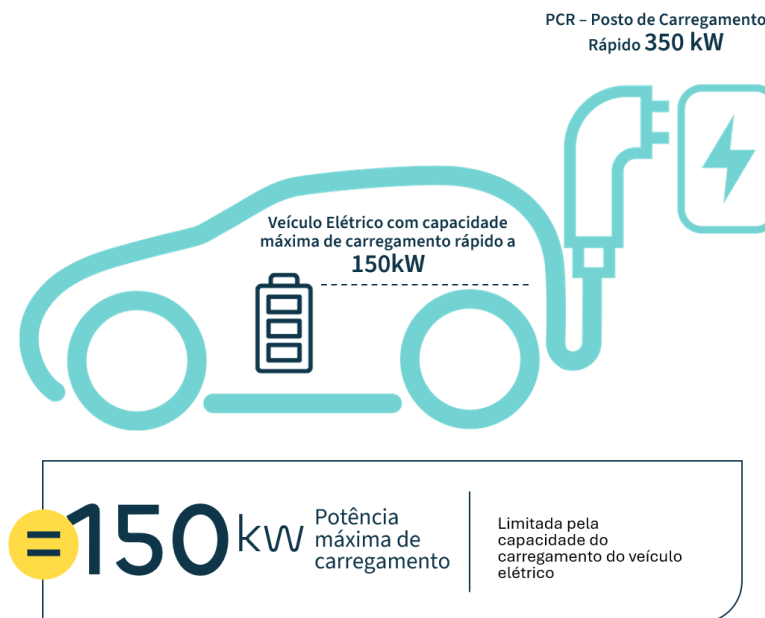 PCR – Posto de Carregamento
Rápido 350 kW
Veículo Elétrico com capacidade
máxima de carregamento rápido a
150kW
= 150 kW
Potência
máxima de
carregamento
Limitada pela
capacidade do
carregamento do veículo
elétrico